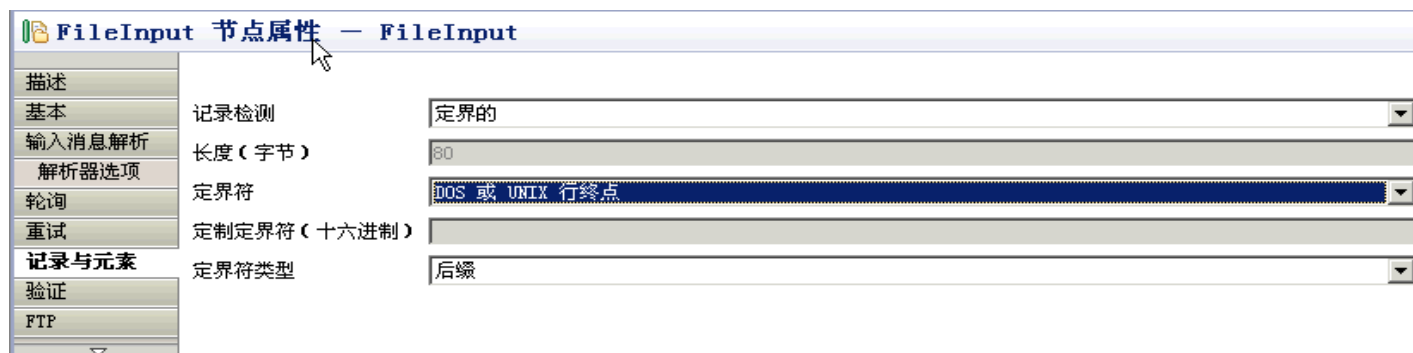 FileInput 节点属性 — FileInput
描述
基本
输入消息解析
解析器选项
轮询
重试
记录与元素
验证
FTP
记录检测 定界的
长度(字节) 80
定界符 DOS 或 UNIX 行终点
定制定界符(十六进制)
定界符类型 后缀